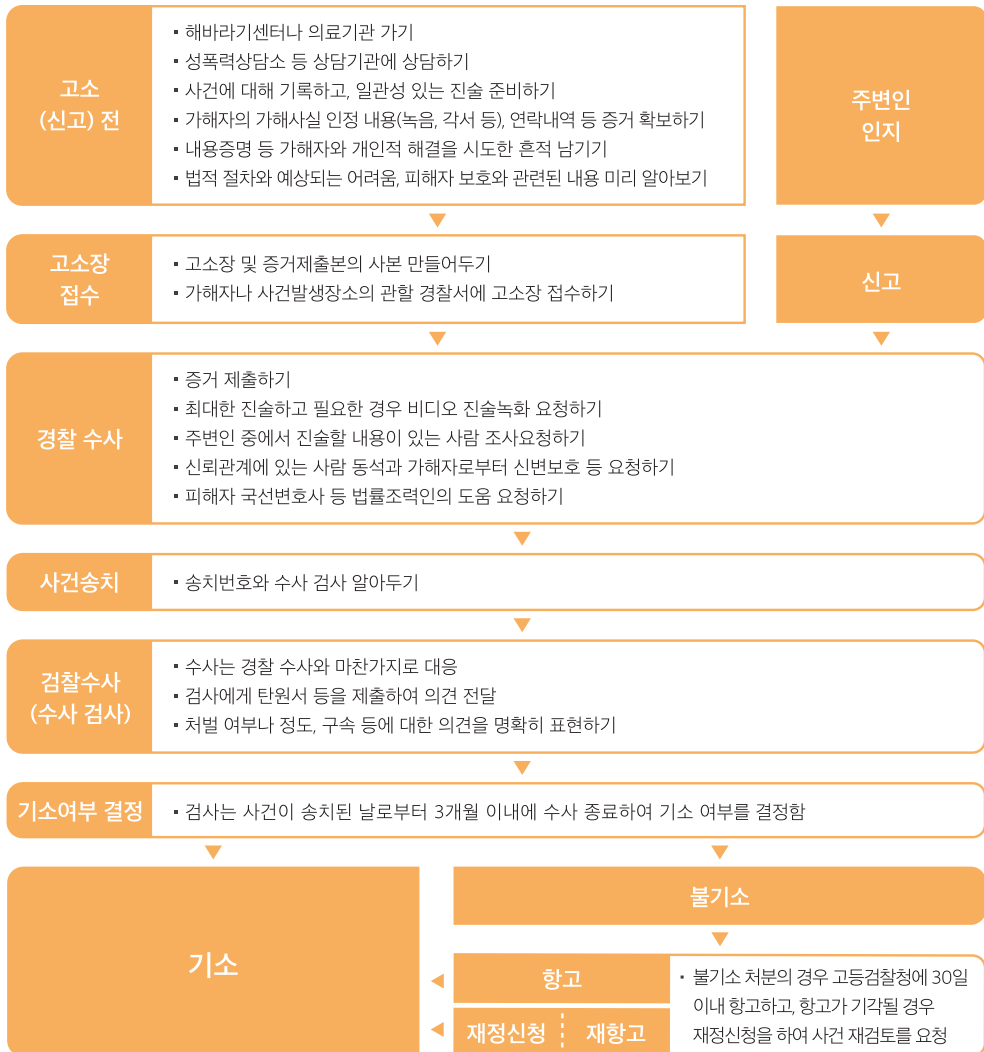 고소
(신고) 전
▪ 해바라기센터나 의료기관 가기
▪ 성폭력상담소 등 상담기관에 상담하기
▪ 사건에 대해 기록하고, 일관성 있는 진술 준비하기
▪ 가해자의 가해사실 인정 내용(녹음, 각서 등), 연락내역 등 증거 확보하기
▪ 내용증명 등 가해자와 개인적 해결을 시도한 흔적 남기기
▪ 법적 절차와 예상되는 어려움, 피해자 보호와 관련된 내용 미리 알아보기
주변인
인지
고소장
접수
▪ 고소장 및 증거제출본의 사본 만들어두기
▪ 가해자나 사건발생장소의 관할 경찰서에 고소장 접수하기
신고
경찰 수사
▪ 증거 제출하기
▪ 최대한 진술하고 필요한 경우 비디오 진술녹화 요청하기
▪ 주변인 중에서 진술할 내용이 있는 사람 조사요청하기
▪ 신뢰관계에 있는 사람 동석과 가해자로부터 신변보호 등 요청하기
▪ 피해자 국선변호사 등 법률조력인의 도움 요청하기
사건송치
▪ 송치번호와 수사 검사 알아두기
검찰수사
(수사 검사)
▪ 수사는 경찰 수사와 마찬가지로 대응
▪ 검사에게 탄원서 등을 제출하여 의견 전달
▪ 처벌 여부나 정도, 구속 등에 대한 의견을 명확히 표현하기
기소여부 결정
▪ 검사는 사건이 송치된 날로부터 3개월 이내에 수사 종료하여 기소 여부를 결정함
기소
불기소
항고
재정신청 재항고
▪ 불기소 처분의 경우 고등검찰청에 30일
이내 항고하고, 항고가 기각될 경우
재정신청을 하여 사건 재검토를 요청